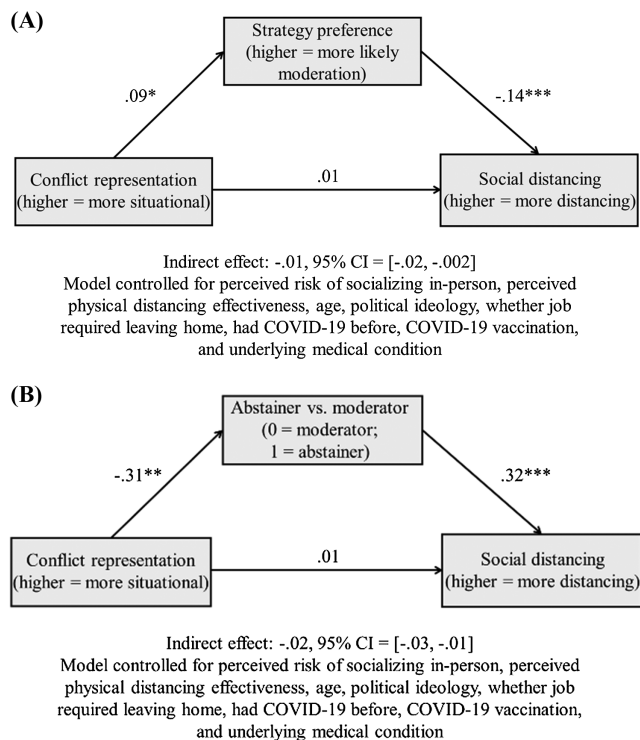 (A)
Strategy preference
(higher = more likely
moderation)
.09*
-.14***
Conflict representation
(higher = more situational)
.01
Social distancing
(higher = more distancing)
Indirect effect: -.01, 95% CI = [-.02, -.002]
Model controlled for perceived risk of socializing in-person, perceived
physical distancing effectiveness, age, political ideology, whether job
required leaving home, had COVID-19 before, COVID-19 vaccination,
and underlying medical condition
(B)
Abstainer vs. moderator
(0 = moderator;
1 = abstainer)
-.31**
.32***
Conflict representation
(higher = more situational)
.01
Social distancing
(higher = more distancing)
Indirect effect: -.02, 95% CI = [-.03, -.01]
Model controlled for perceived risk of socializing in-person, perceived
physical distancing effectiveness, age, political ideology, whether job
required leaving home, had COVID-19 before, COVID-19 vaccination,
and underlying medical condition